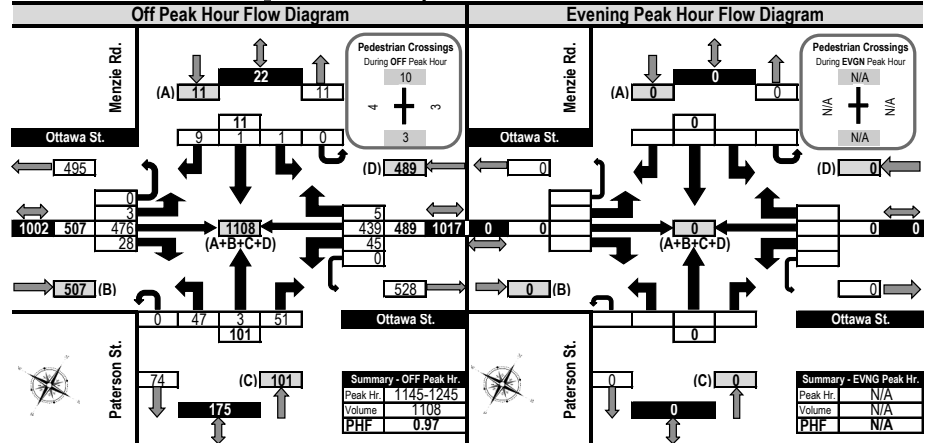 Off Peak Hour Flow Diagram
Menzie Rd.
22
(A) 11
11
Pedestrian Crossings
During OFF Peak Hour
10
4
3
3
11
9 1 1 0
Ottawa St.
495
(D) 489
0
3
1002 507 476
28
1108
(A+B+C+D)
5
439 489 1017
45
0
507 (B)
528
0 47 3 51
101
Ottawa St.
Paterson St.
74
(C) 101
175
Summary - OFF Peak Hr.
Peak Hr. 1145-1245
Volume 1108
PHF 0.97
Evening Peak Hour Flow Diagram
Menzie Rd.
0
(A) 0
0
Pedestrian Crossings
During EVGN Peak Hour
N/A
N/A
N/A
N/A
0
Ottawa St.
0
(D) 0
0 0
0
(A+B+C+D)
0 0
0 (B)
0
0
Ottawa St.
Paterson St.
0
(C) 0
0
Summary - EVNG Peak Hr.
Peak Hr. N/A
Volume N/A
PHF N/A